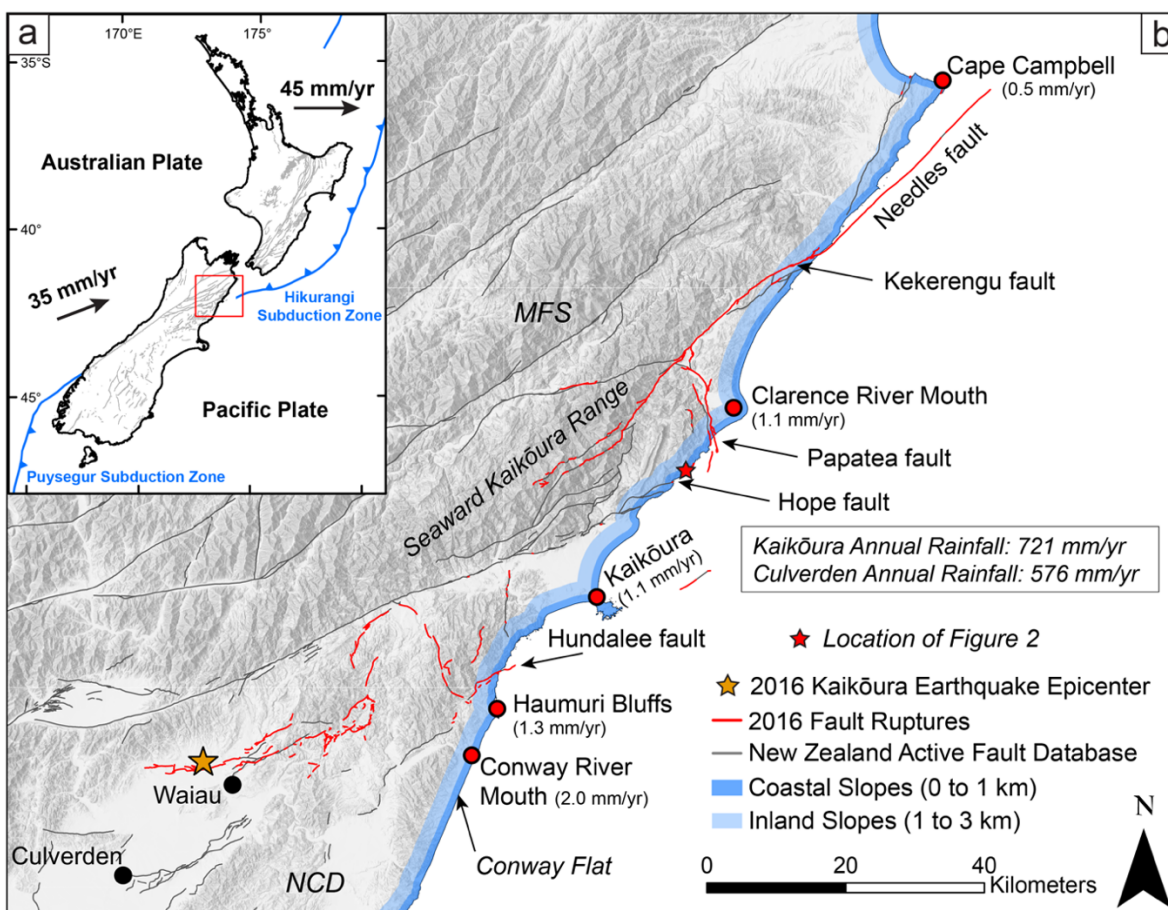 a
170°E
175°
35°S
40°
45°
45 mm/yr
Australian Plate
35 mm/yr
Hikurangi
Subduction Zone
Pacific Plate
Puysegur Subduction Zone
b
Cape Campbell
(0.5 mm/yr)
Needles fault
Kekerengu fault
MFS
Clarence River Mouth
(1.1 mm/yr)
Seaward Kaikōura Range
Papatea fault
Hope fault
Kaikōura Annual Rainfall: 721 mm/yr
Culverden Annual Rainfall: 576 mm/yr
Kaikōura
(1.1 mm/yr)
Hundalee fault
Haumuri Bluffs
(1.3 mm/yr)
Conway River
Mouth (2.0 mm/yr)
Waiau
Culverden
NCD
Conway Flat
Location of Figure 2
2016 Kaikōura Earthquake Epicenter
2016 Fault Ruptures
New Zealand Active Fault Database
Coastal Slopes (0 to 1 km)
Inland Slopes (1 to 3 km)
N
0 20 40
Kilometers